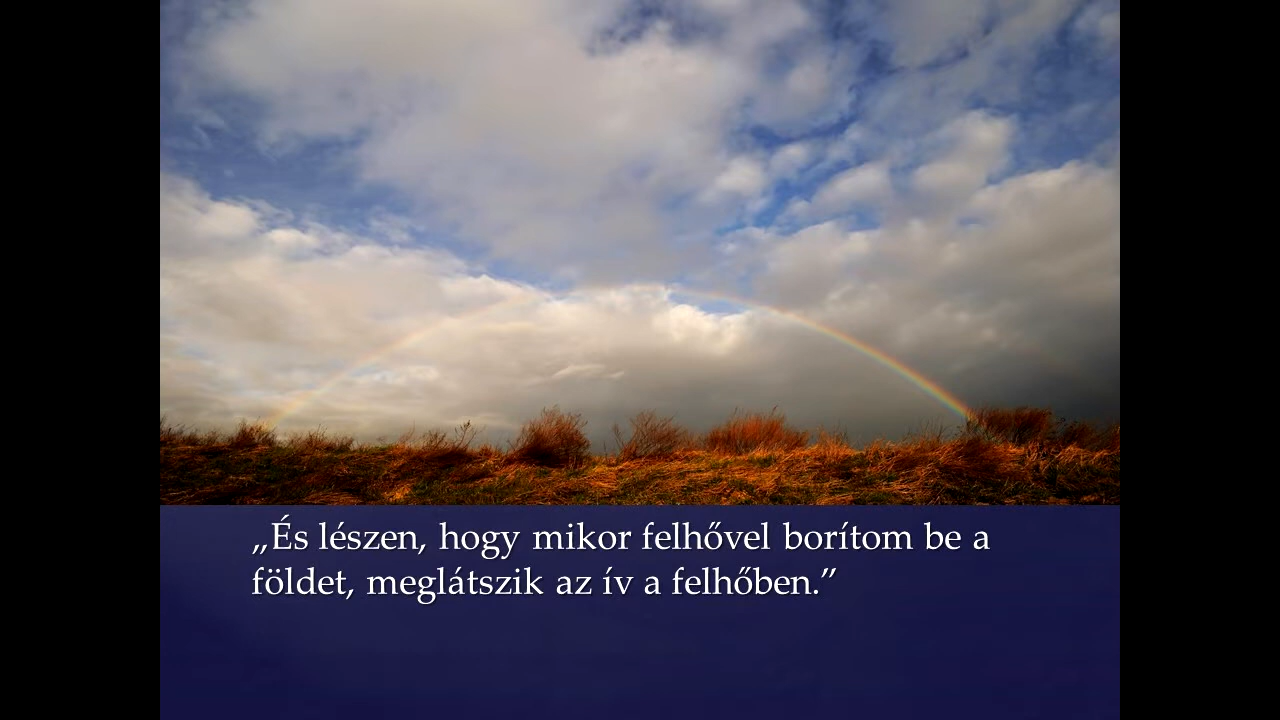 „És lészen, hogy mikor felhővel borítom be a
földet, meglátszik az ív a felhőben.”